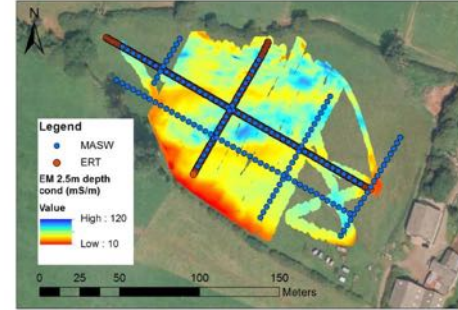 N
Legend
MASW
ERT
EM 2.5m depth
cond (mS/m)
Value
High : 120
Low : 10
0 25 50 100 150
Meters